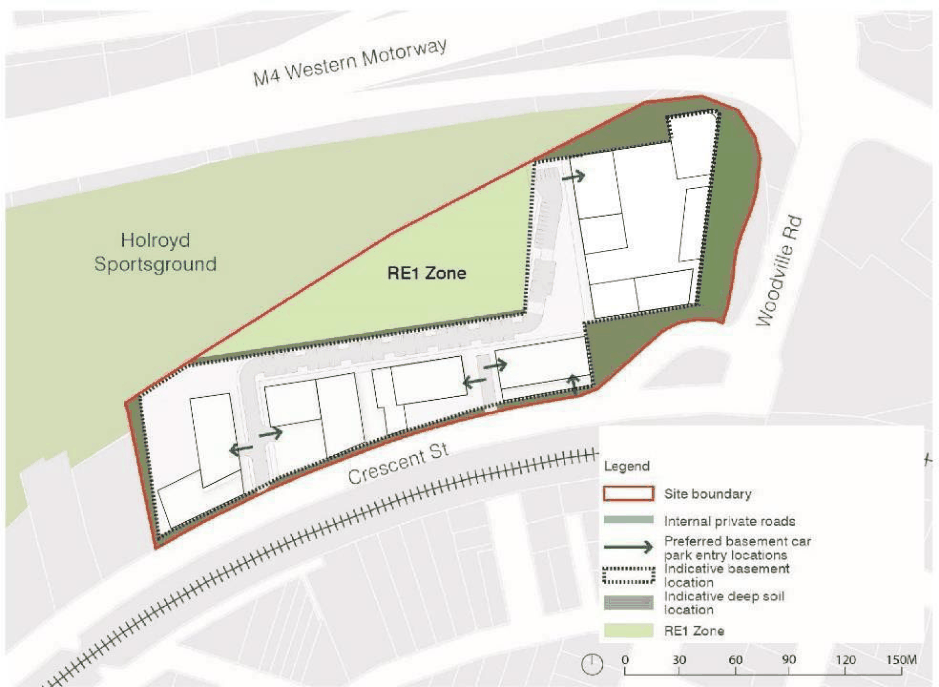 M4 Western Motorway
Holroyd
Sportsground
RE1 Zone
Woodville Rd
Crescent St
Legend
Site boundary
Internal private roads
Preferred basement car
park entry locations
Indicative basement
location
Indicative deep soil
location
RE1 Zone
0 30 60 90 120 150M